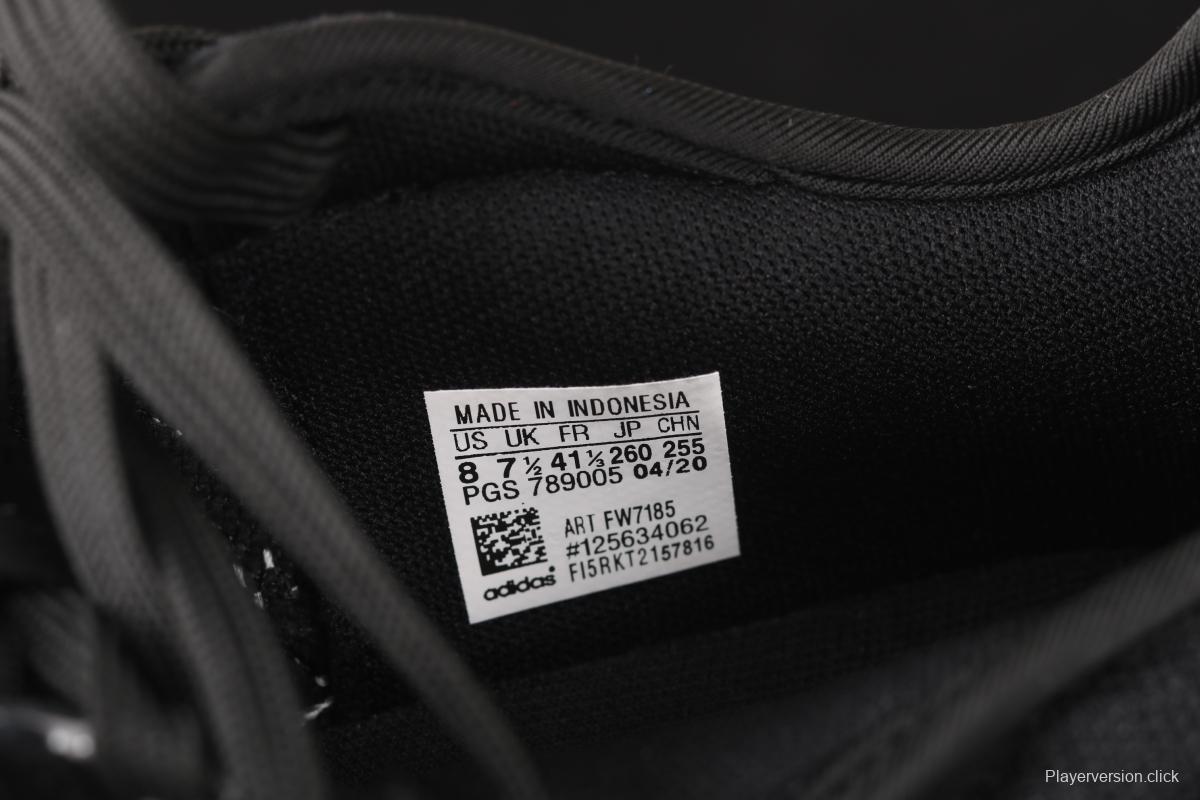 MADE IN INDONESIA
US UK FR JP CHN
8 7½ 41⅓ 260 255
PGS 789005 04/20
ART FW7185
#125634062
FI5RKT2157816
adidas
Playerversion.click